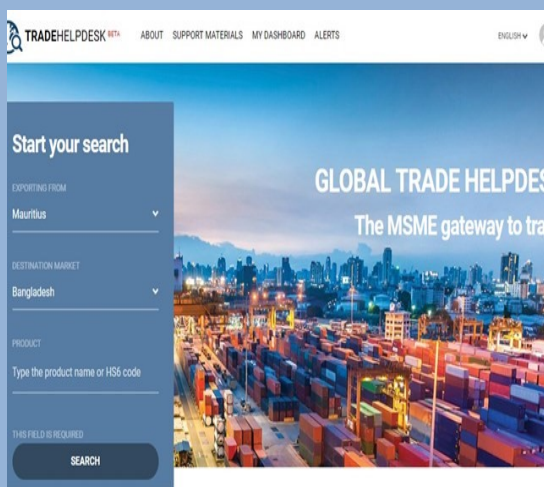 TRADEHELPDESK BETA
ABOUT SUPPORT MATERIALS MY DASHBOARD ALERTS
ENGLISH
Start your search
EXPORTING FROM
Mauritius
DESTINATION MARKET
Bangladesh
PRODUCT
Type the product name or HS6 code
THIS FIELD IS REQUIRED
SEARCH
GLOBAL TRADE HELPDES
The MSME gateway to tra